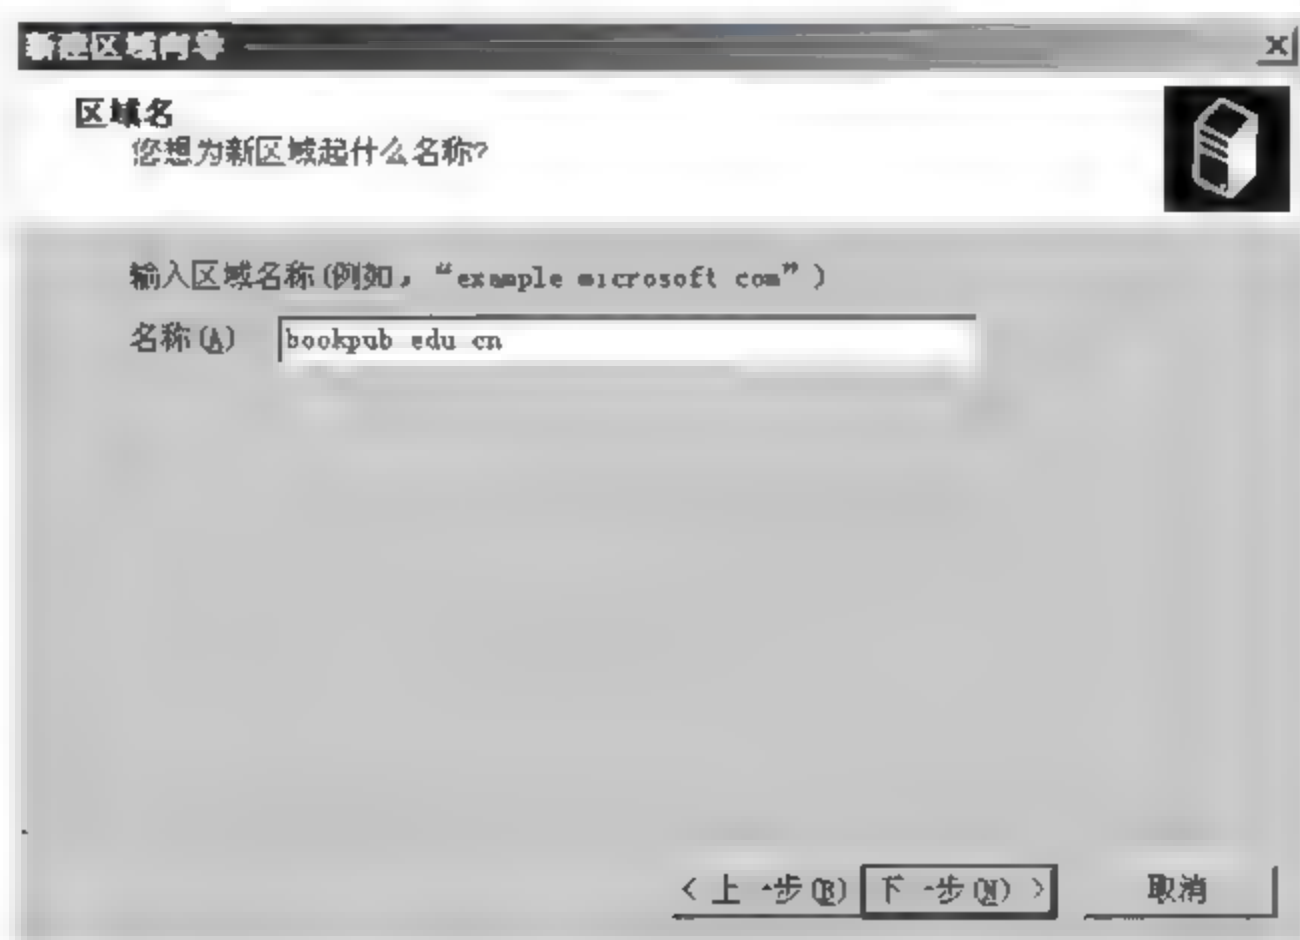 新建区域向导
区域名
您想为新区域起什么名称?
输入区域名称(例如，“example microsoft com”)
名称(A) bookpub edu cn
<上一步(B) 下一步(N)> 取消